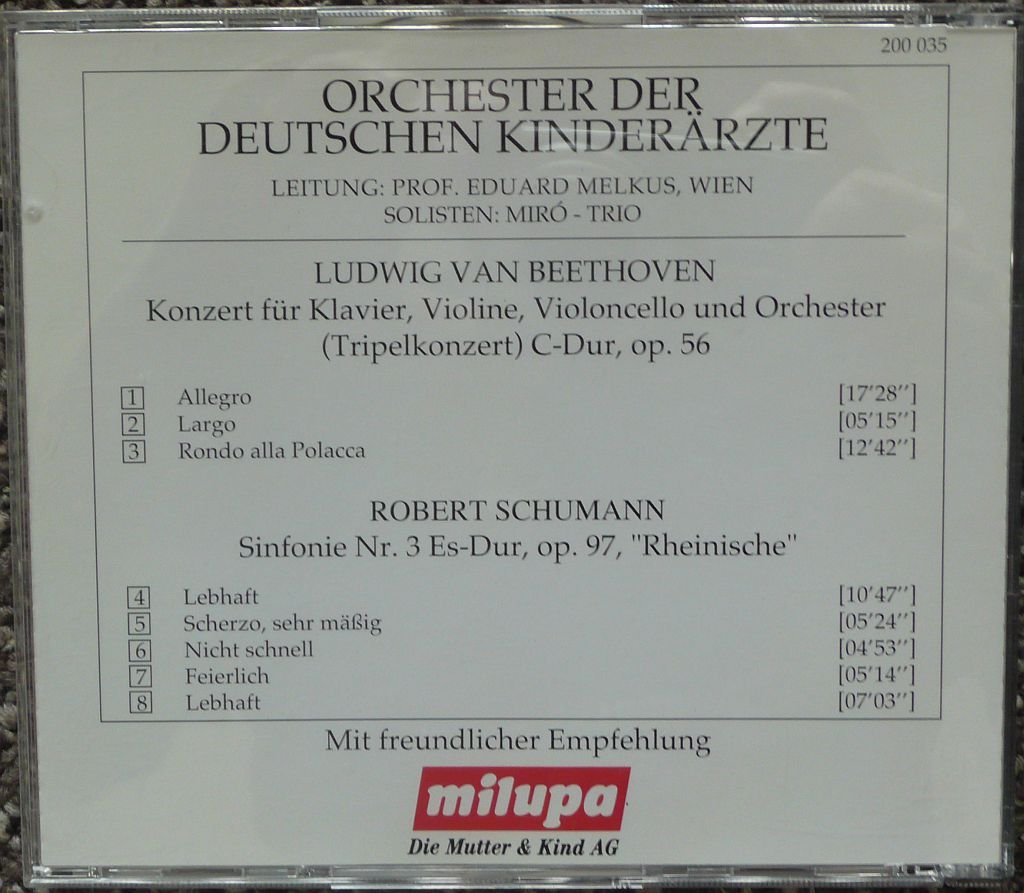 200 035
ORCHESTER DER
DEUTSCHEN KINDERÄRZTE
LEITUNG: PROF. EDUARD MELKUS, WIEN
SOLISTEN: MIRÓ - TRIO
LUDWIG VAN BEETHOVEN
Konzert für Klavier, Violine, Violoncello und Orchester
(Tripelkonzert) C-Dur, op. 56
1 Allegro [17'28'']
2 Largo [05'15'']
3 Rondo alla Polacca [12'42'']
ROBERT SCHUMANN
Sinfonie Nr. 3 Es-Dur, op. 97, "Rheinische"
4 Lebhaft [10'47'']
5 Scherzo, sehr mäßig [05'24'']
6 Nicht schnell [04'53'']
7 Feierlich [05'14'']
8 Lebhaft [07'03'']
Mit freundlicher Empfehlung
milupa
Die Mutter & Kind AG